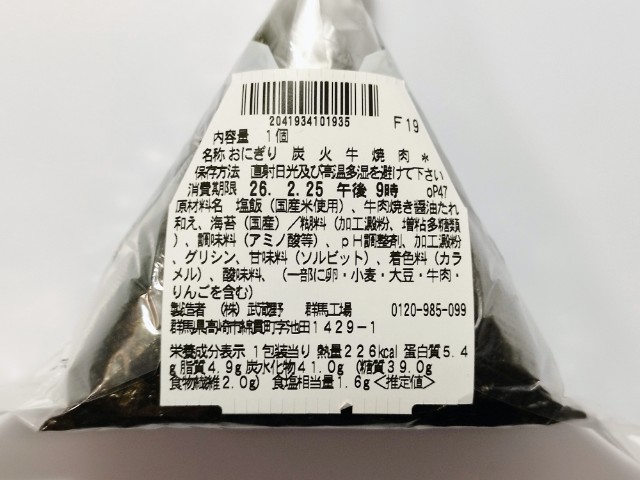 2041934101935
F19
内容量 1個
名称 おにぎり 炭火牛焼肉*
保存方法 直射日光及び高温多湿を避けて下さい
消費期限 26. 2.25 午後 9時 oP47
原材料名 塩飯(国産米使用)、牛肉焼き醤油たれ
和え、海苔(国産)/糊料(加工澱粉、増粘多糖類
)、調味料(アミノ酸等)、pH調整剤、加工澱粉
、グリシン、甘味料(ソルビット)、着色料(カラ
メル)、酸味料、(一部に卵・小麦・大豆・牛肉・
りんごを含む)
製造者 (株)武蔵野 群馬工場 0120-985-099
群馬県高崎市綿貫町字池田1429-1
栄養成分表示 1包装当り 熱量226kcal 蛋白質5.4
g 脂質4.9g 炭水化物41.0g (糖質39.0g
食物繊維2.0g) 食塩相当量1.6g<推定値>